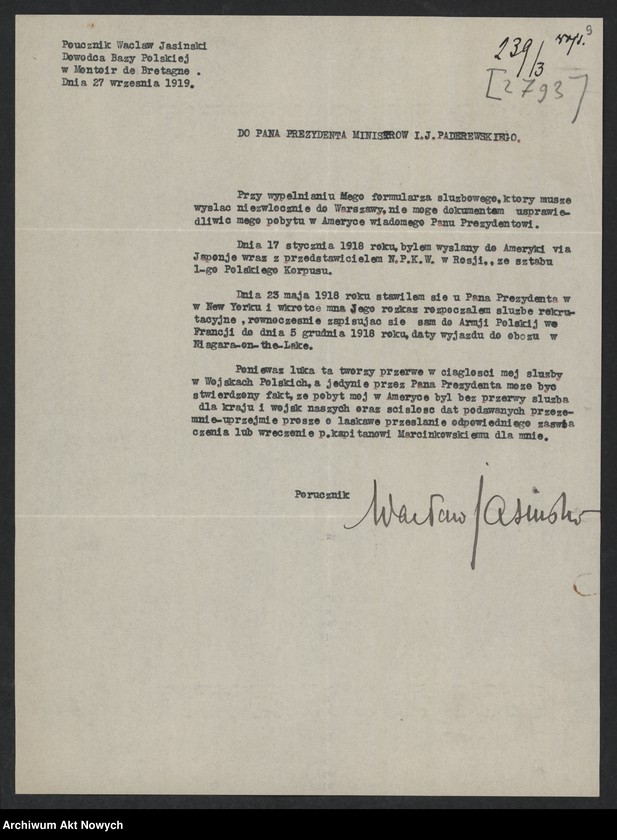 9
239/3
[2793]
Poucznik Waclaw Jasinski
Dowodca Bazy Polskiej
w Montoir de Bretagne .
Dnia 27 wrzesnia 1919.
DO PANA PREZYDENTA MINISTROW I.J.PADEREWSKIEGO.
Przy wypelnianiu mego formularza sluzbowego,ktory musze
wyslac niezwlocznie do Warszawy,nie moge dokumentem usprawie-
dliwic mego pobytu w Ameryce wiadomego Panu Prezydentowi.
Dnia 17 stycznia 1918 roku,bylem wyslany do Ameryki via
Japonje wraz z przedstawicielem N.P.K.W. w Rosji,, ze sztabu
1-go Polskiego Korpusu.
Dnia 23 maja 1918 roku stawilem sie u Pana Prezydenta w
w New Yorku i wkrotce mna Jego rozkaz rozpoczalem sluzbe rekru-
tacyjne ,rownoczesnie zapisujac sie sam do Armji Polskiej we
Francji do dnia 5 grudnia 1918 roku,daty wyjazdu do obozu w
Niagara-on-the-Lake.
Poniewaz luka ta tworzy przerwe w ciaglosci mej sluzby
w Wojskach Polskich,a jedynie przez Pana Prezydenta moze byc
stwierdzony fakt,ze pobyt moj w Ameryce byl bez przerwy sluzba
dla kraju i wojsk naszych oraz scislosc dat podawanych przeze-
mnie-uprzejmie prosze o laskawe przeslanie odpowiedniego zaswia
czenia lub wreczenie p.kapitanowi Marcinkowskiemu dla mnie.
Porucznik
Wacław Jasiński
Archiwum Akt Nowych